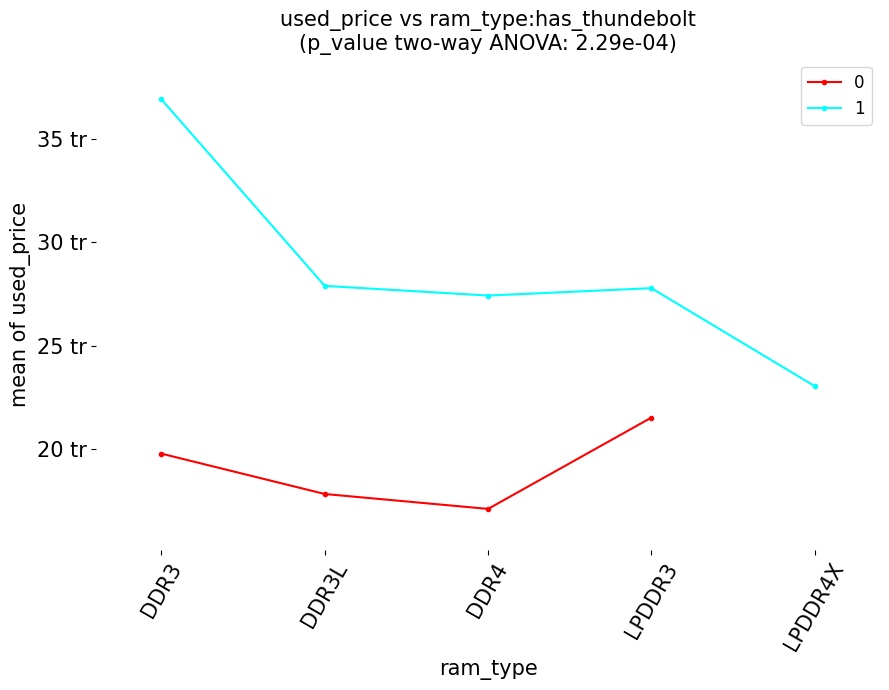 used_price vs ram_type:has_thundebolt
(p_value two-way ANOVA: 2.29e-04)
0
1
35 tr
30 tr
25 tr
20 tr
mean of used_price
DDR3
DDR3L
DDR4
LPDDR3
LPDDR4X
ram_type